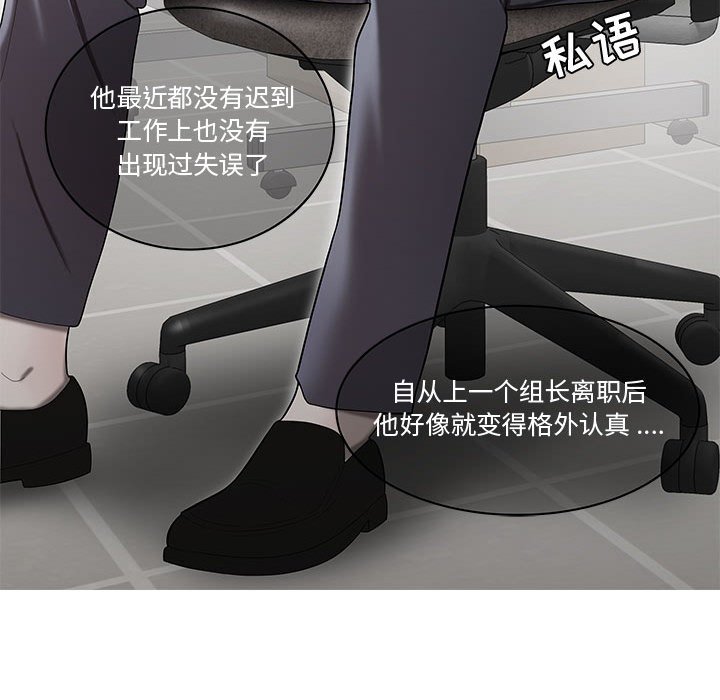 私语
他最近都没有迟到
工作上也没有
出现过失误了
自从上一个组长离职后
他好像就变得格外认真 ....